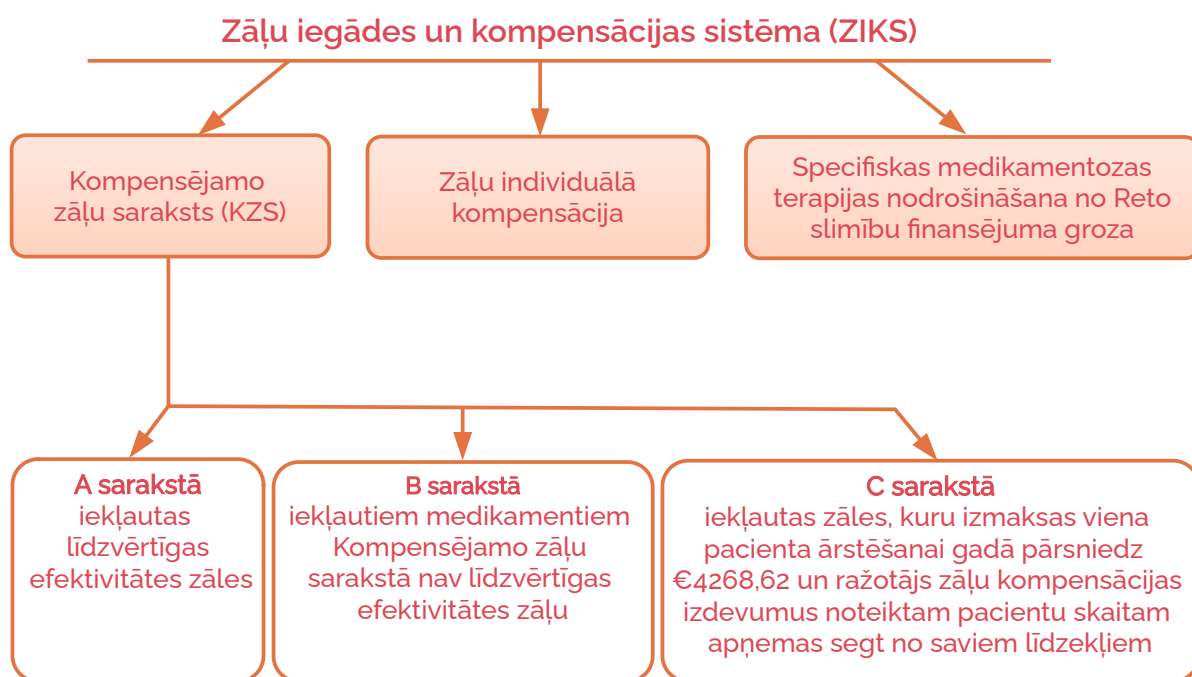 Zāļu iegādes un kompensācijas sistēma (ZIKS)
Kompensējamo
zāļu saraksts (KZS)
Zāļu individuālā
kompensācija
Specifiskas medikamentozas
terapijas nodrošināšana no Reto
slimību finansējuma groza
A sarakstā
iekļautas
līdzvērtīgas
efektivitātes zāles
B sarakstā
iekļautiem medikamentiem
Kompensējamo zāļu
sarakstā nav līdzvērtīgas
efektivitātes zāļu
C sarakstā
iekļautas zāles, kuru izmaksas viena
pacienta ārstēšanai gadā pārsniedz
€4268,62 un ražotājs zāļu kompensācijas
izdevumus noteiktam pacientu skaitam
apņemas segt no saviem līdzekļiem